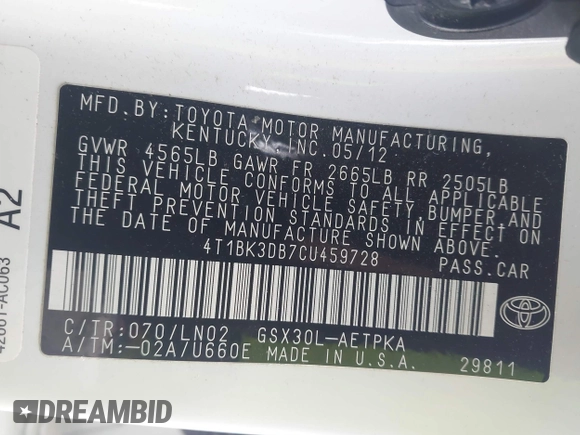 MFD. BY: TOYOTA MOTOR MANUFACTURING,
KENTUCKY, INC. 05/12
GVWR 4565LB GAWR FR 2665LB RR 2505LB
THIS VEHICLE CONFORMS TO ALL APPLICABLE
FEDERAL MOTOR VEHICLE SAFETY, BUMPER AND
THEFT PREVENTION STANDARDS IN EFFECT ON
THE DATE OF MANUFACTURE SHOWN
ABOVE.
4T1BK3DB7CU459728
PASS. CAR
TOYOTA
C/TR: 070/LN02 GSX30L-AETPKA
A/TM: -02A/U660E MADE IN U.S.A.
29811
A2
DREAMBID